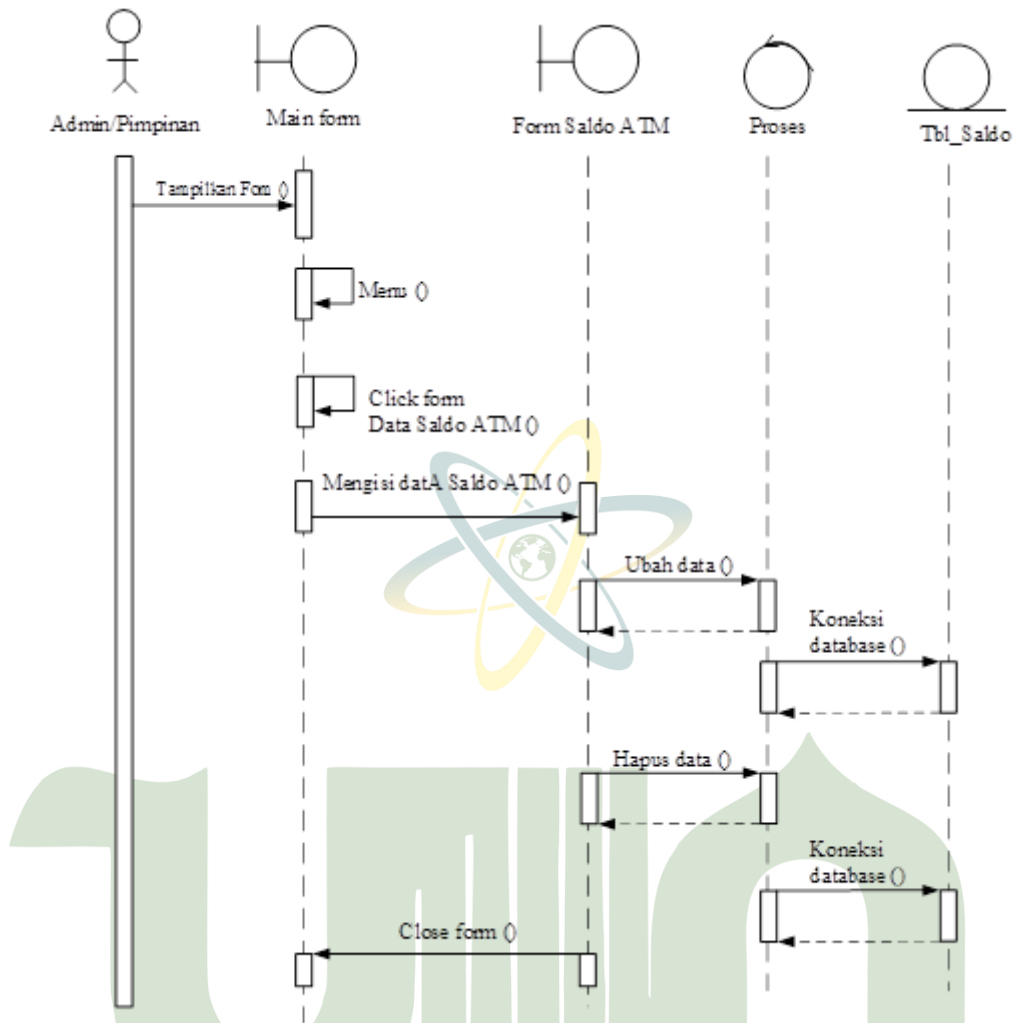 Admin/Pimpinan
Main form
Form Saldo ATM
Proses
Tbl_Saldo
Tampilkan Fom ()
Menu ()
Click form
Data Saldo ATM ()
Mengisi datA Saldo ATM ()
Ubah data ()
Koneksi
database ()
Hapus data ()
Koneksi
database ()
Close form ()